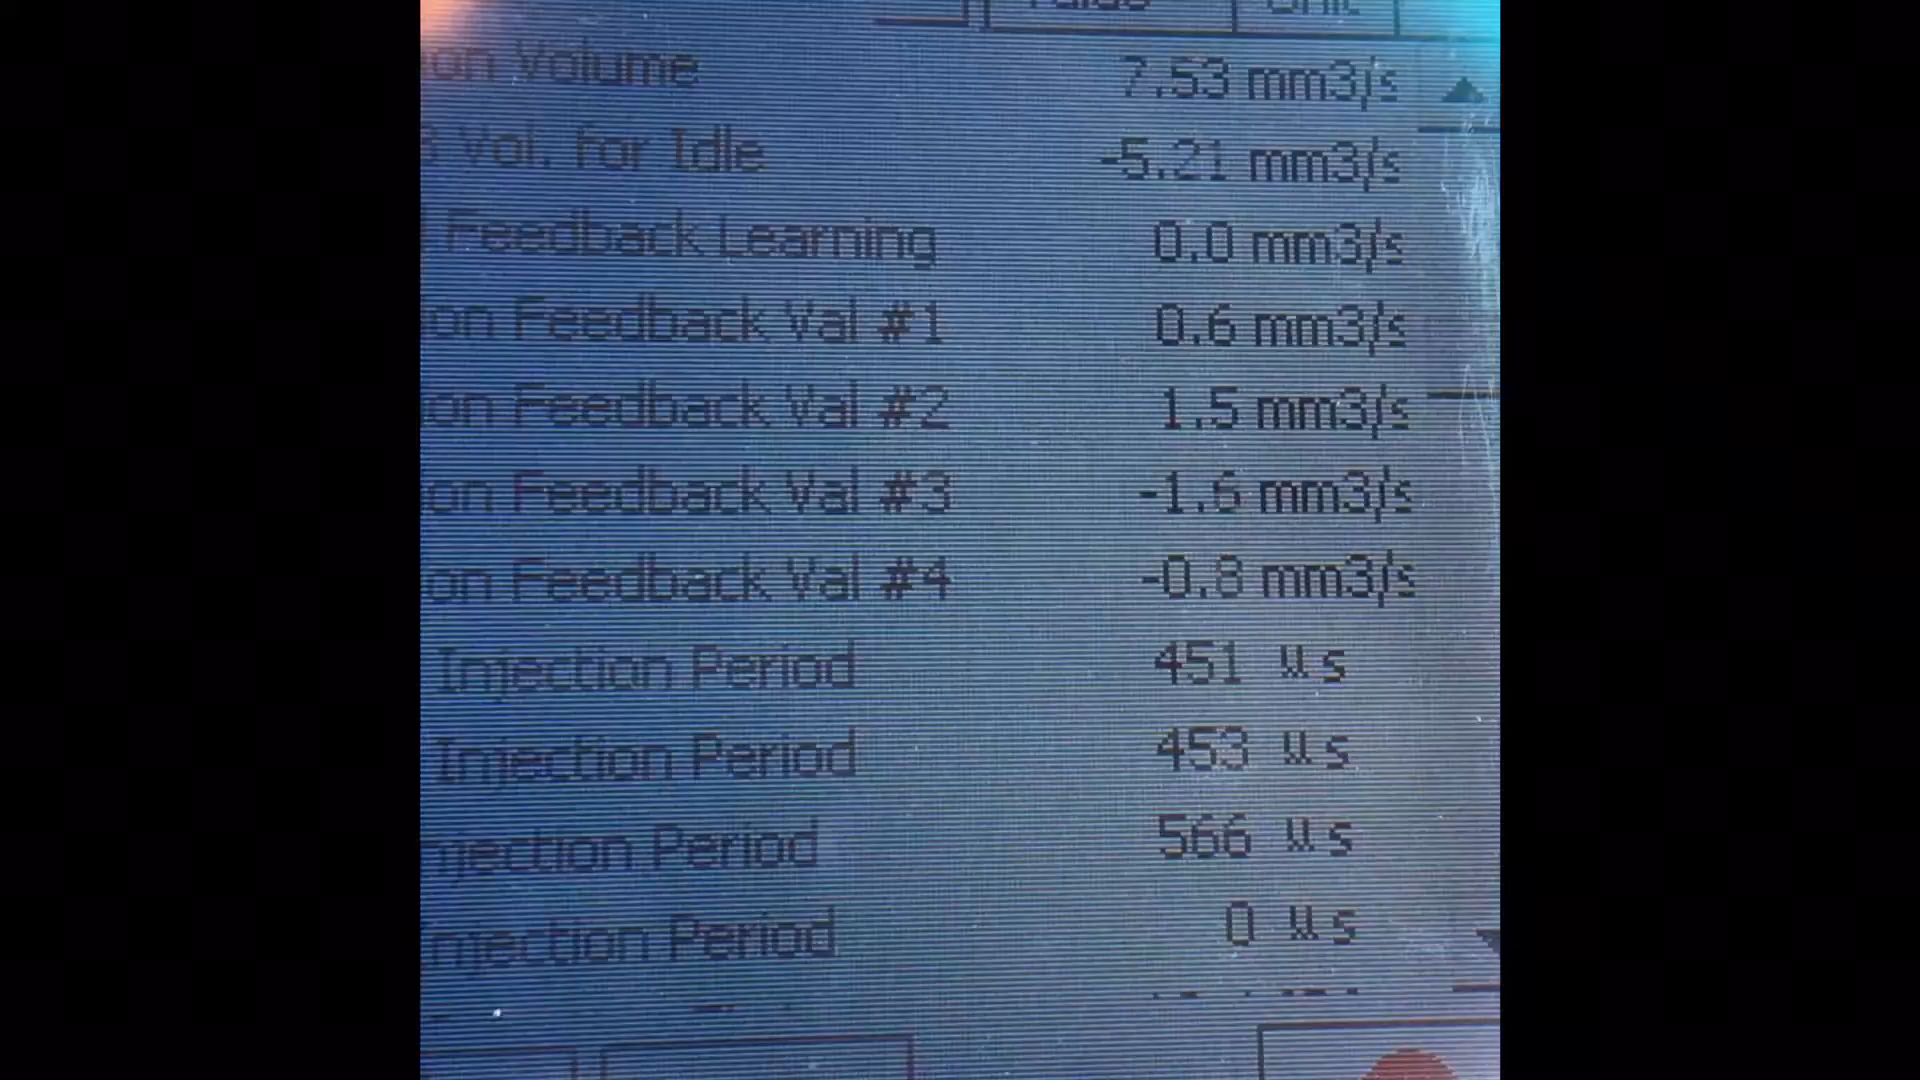 Value Unit
on Volume 7.53 mm3/s
Vol. for Idle -5.21 mm3/s
Feedback Learning 0.0 mm3/s
on Feedback Val #1 0.6 mm3/s
on Feedback Val #2 1.5 mm3/s
on Feedback Val #3 -1.6 mm3/s
on Feedback Val #4 -0.8 mm3/s
Injection Period 451 µs
Injection Period 453 µs
njection Period 566 µs
njection Period 0 µs